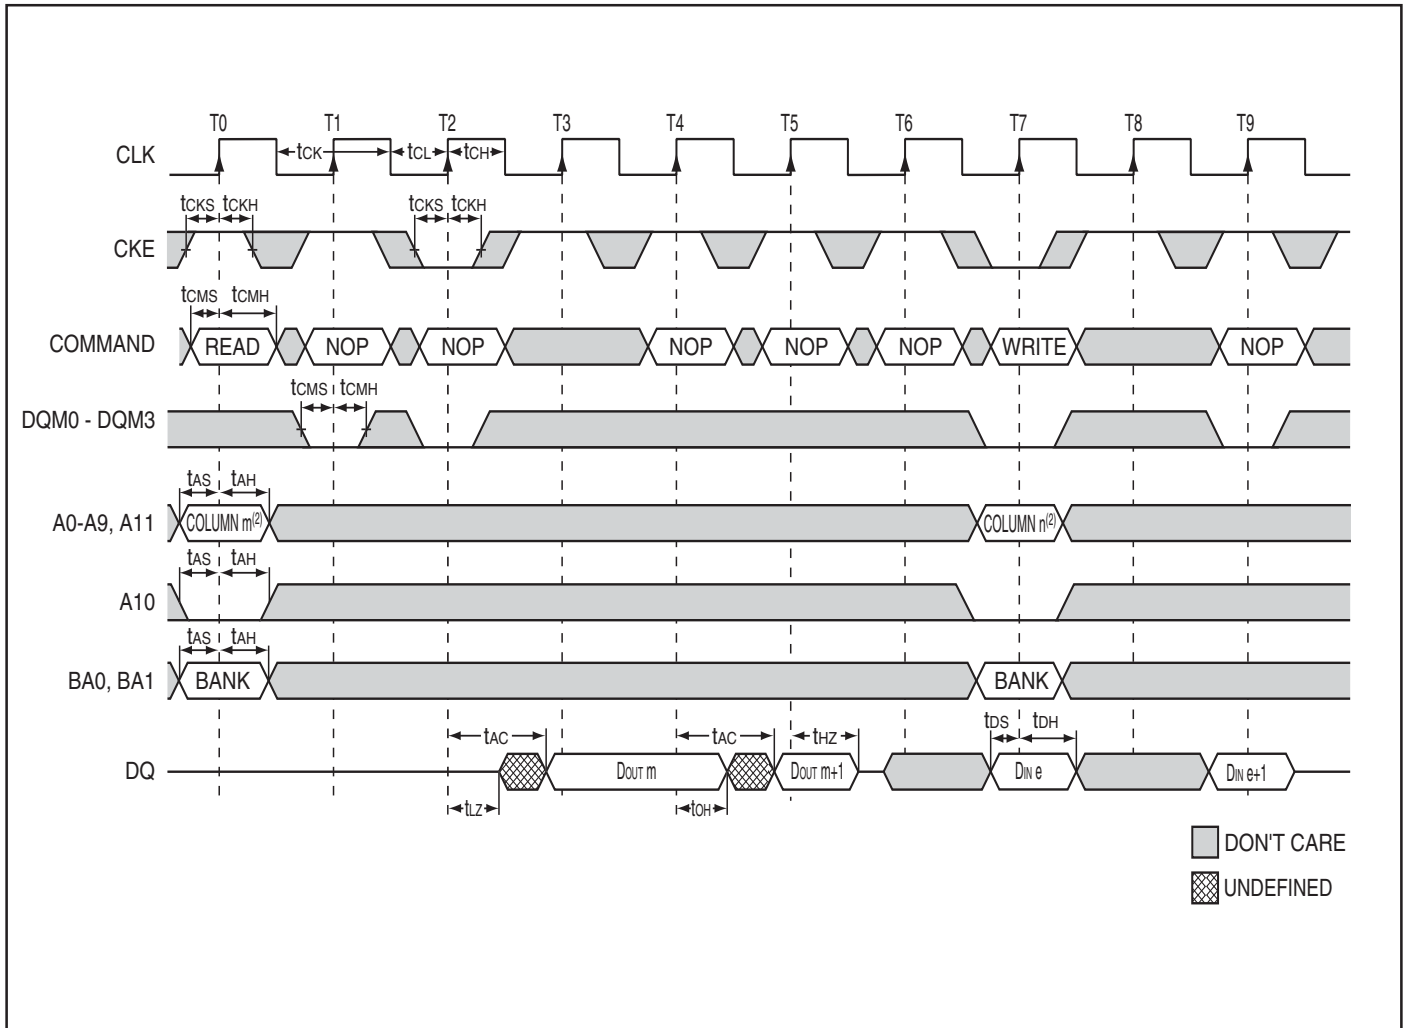 T0 T1 T2 T3 T4 T5 T6 T7 T8 T9
CLK tCK tCL tCH
tCKS tCKH tCKS tCKH
CKE
tCMS tCMH
COMMAND READ NOP NOP NOP NOP NOP WRITE NOP
tCMS tCMH
DQM0 - DQM3
tAS tAH
A0-A9, A11 COLUMN m(2) COLUMN n(2)
tAS tAH
A10
tAS tAH
BA0, BA1 BANK BANK
tAC tAC tHZ tDS tDH
DQ DOUT m DOUT m+1 DIN e DIN e+1
tLZ tOH
DON'T CARE
UNDEFINED